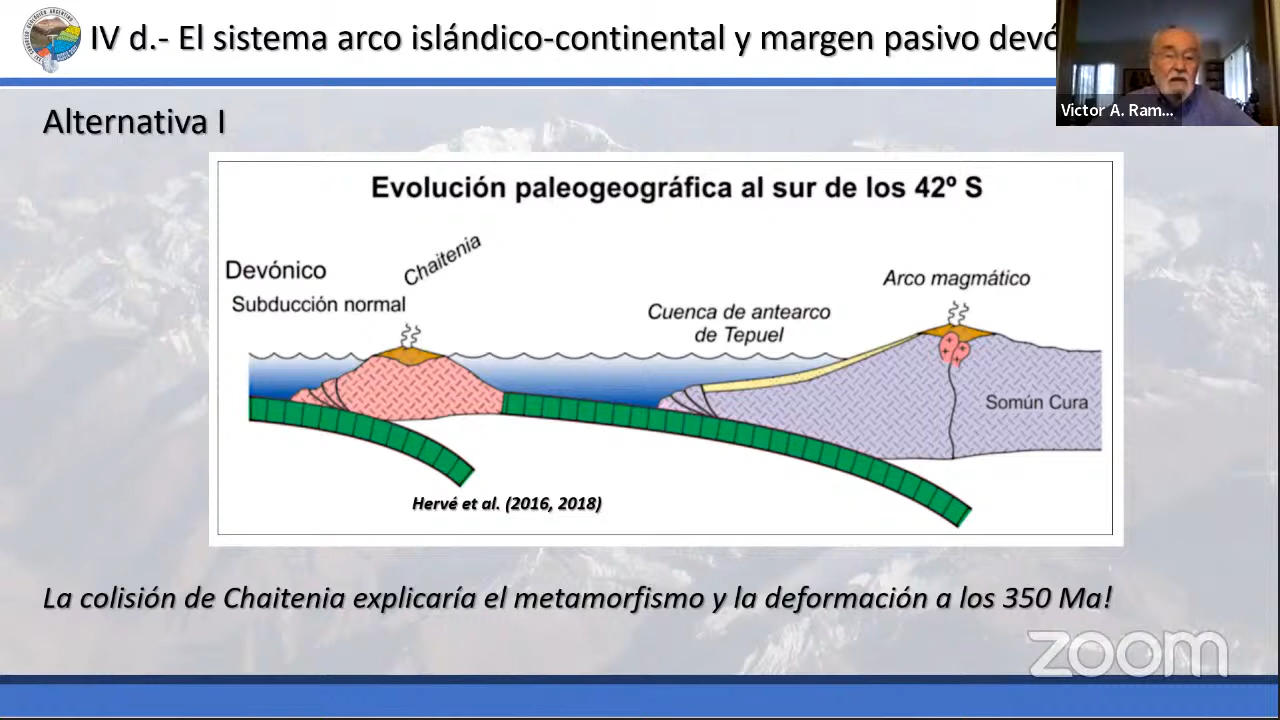 IV d.- El sistema arco islándico-continental y margen pasivo devó
Victor A. Ram...
Alternativa I
Evolución paleogeográfica al sur de los 42º S
Devónico
Chaitenia
Subducción normal
Arco magmático
Cuenca de antearco
de Tepuel
Somún Cura
Hervé et al. (2016, 2018)
La colisión de Chaitenia explicaría el metamorfismo y la deformación a los 350 Ma!
zoom